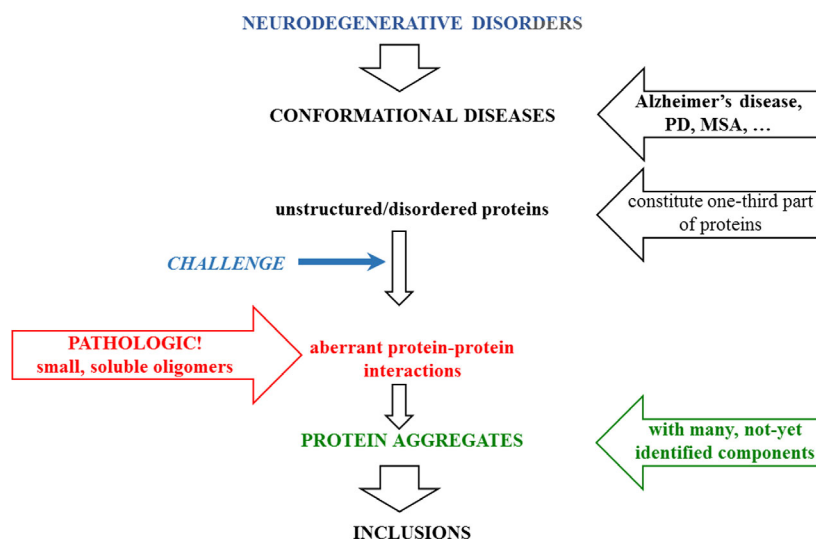 NEURODEGENERATIVE DISORDERS
CONFORMATIONAL DISEASES
Alzheimer's disease,
PD, MSA, …
unstructured/disordered proteins
constitute one-third part
of proteins
CHALLENGE
PATHOLOGIC!
small, soluble oligomers
aberrant protein-protein
interactions
PROTEIN AGGREGATES
with many, not-yet
identified components
INCLUSIONS